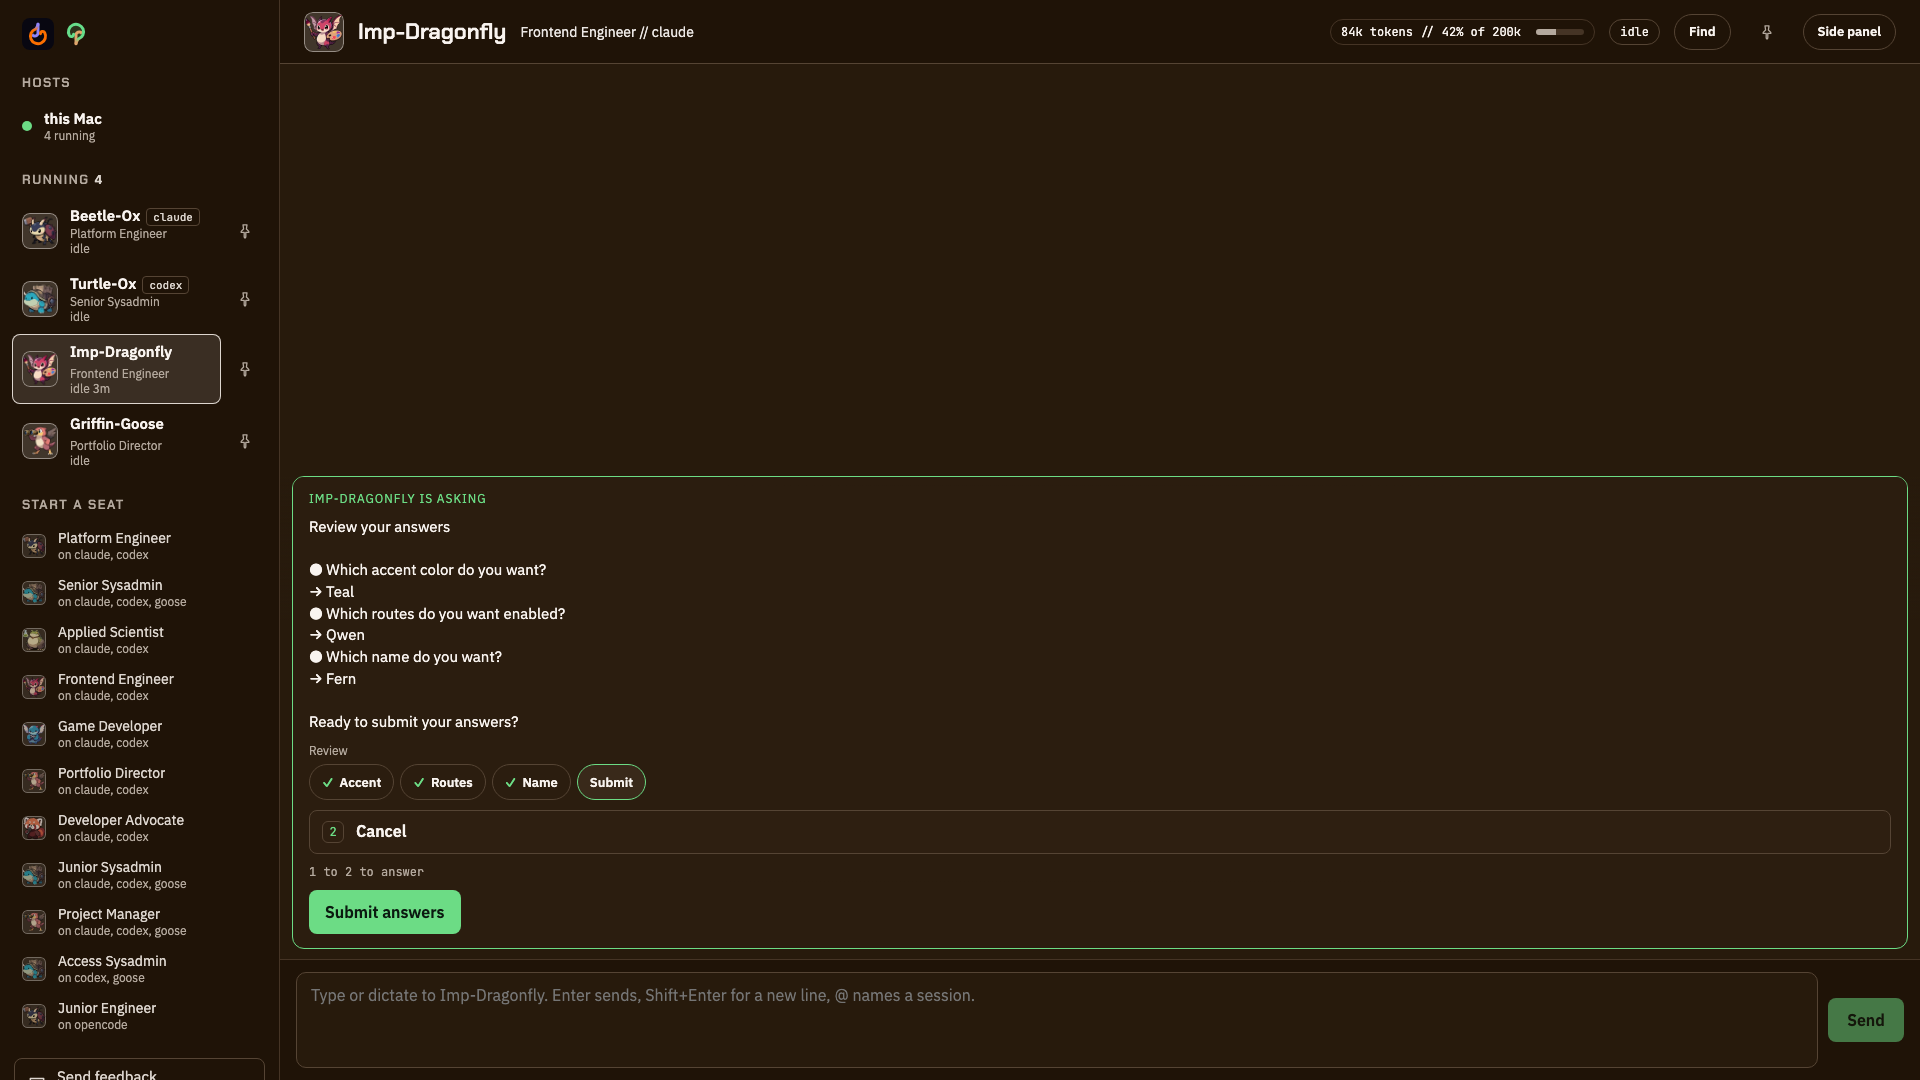 HOSTS
this Mac
4 running
RUNNING 4
Beetle-Ox claude
Platform Engineer
idle
Turtle-Ox codex
Senior Sysadmin
idle
Imp-Dragonfly
Frontend Engineer
idle 3m
Griffin-Goose
Portfolio Director
idle
START A SEAT
Platform Engineer
on claude, codex
Senior Sysadmin
on claude, codex, goose
Applied Scientist
on claude, codex
Frontend Engineer
on claude, codex
Game Developer
on claude, codex
Portfolio Director
on claude, codex
Developer Advocate
on claude, codex
Junior Sysadmin
on claude, codex, goose
Project Manager
on claude, codex, goose
Access Sysadmin
on codex, goose
Junior Engineer
on opencode
Send feedback
Imp-Dragonfly Frontend Engineer // claude
84k tokens // 42% of 200k
idle
Find
Side panel
IMP-DRAGONFLY IS ASKING
Review your answers
● Which accent color do you want?
→ Teal
● Which routes do you want enabled?
→ Qwen
● Which name do you want?
→ Fern
Ready to submit your answers?
Review
✓ Accent ✓ Routes ✓ Name Submit
2 Cancel
1 to 2 to answer
Submit answers
Type or dictate to Imp-Dragonfly. Enter sends, Shift+Enter for a new line, @ names a session.
Send